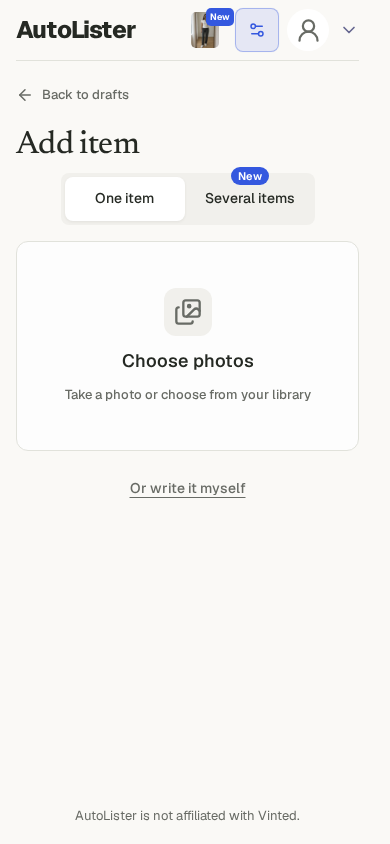 AutoLister
New
Back to drafts
Add item
New
One item
Several items
Choose photos
Take a photo or choose from your library
Or write it myself
AutoLister is not affiliated with Vinted.